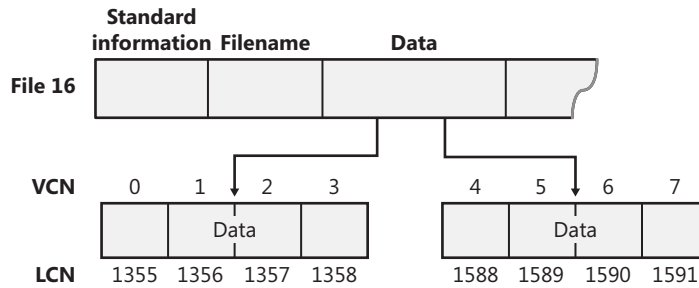 Standard
information Filename Data
File 16
VCN 0 1 2 3 4 5 6 7
Data Data
LCN 1355 1356 1357 1358 1588 1589 1590 1591